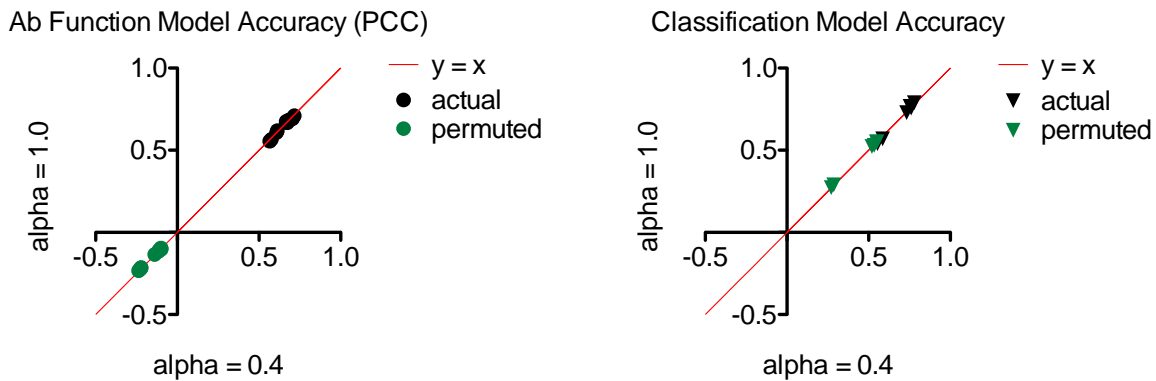 Ab Function Model Accuracy (PCC)
1.0
0.5
-0.5
0.5
1.0
-0.5
alpha = 1.0
alpha = 0.4
y = x
actual
permuted
Classification Model Accuracy
1.0
0.5
-0.5
0.5
1.0
-0.5
alpha = 1.0
alpha = 0.4
y = x
actual
permuted